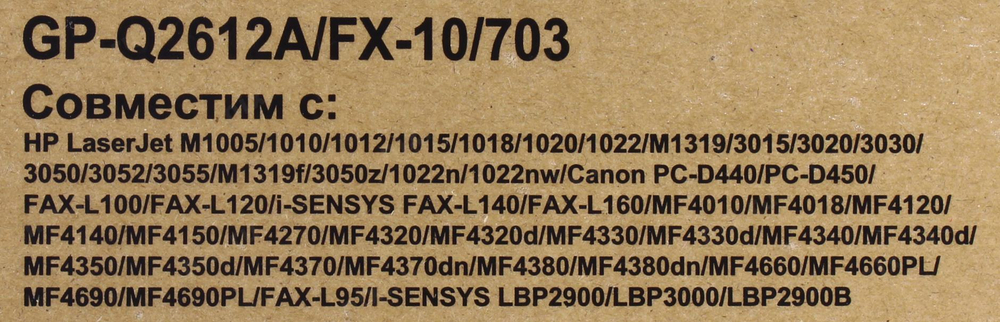 GP-Q2612A/FX-10/703
Совместим с:
HP LaserJet M1005/1010/1012/1015/1018/1020/1022/M1319/3015/3020/3030/
3050/3052/3055/M1319f/3050z/1022n/1022nw/Canon PC-D440/PC-D450/
FAX-L100/FAX-L120/i-SENSYS FAX-L140/FAX-L160/MF4010/MF4018/MF4120/
MF4140/MF4150/MF4270/MF4320/MF4320d/MF4330/MF4330d/MF4340/MF4340d/
MF4350/MF4350d/MF4370/MF4370dn/MF4380/MF4380dn/MF4660/MF4660PL/
MF4690/MF4690PL/FAX-L95/I-SENSYS LBP2900/LBP3000/LBP2900B